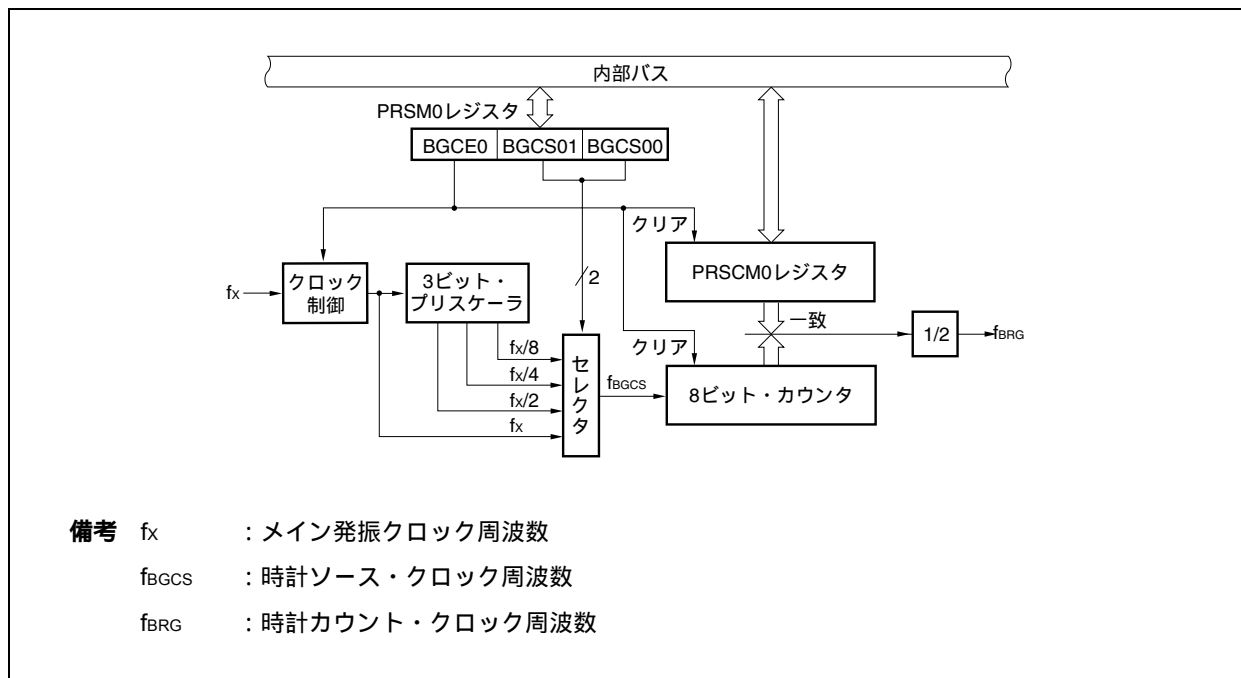 内部バス
PRSM0レジスタ
BGCE0 BGCS01 BGCS00
クリア
PRSCM0レジスタ
fX
クロック
制御
3ビット・
プリスケーラ
2
一致
1/2
fBRG
fX/8
fX/4
fX/2
fX
セレクタ
fBGCS
クリア
8ビット・カウンタ
備考 fX :メイン発振クロック周波数
fBGCS :時計ソース・クロック周波数
fBRG :時計カウント・クロック周波数